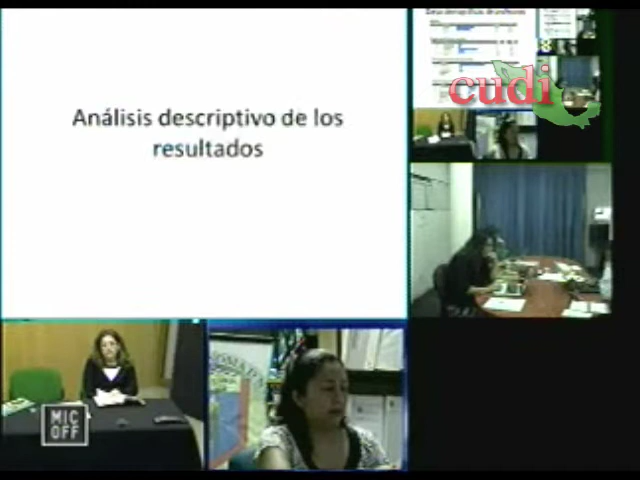 Análisis descriptivo de los
resultados
cudi
MIC
OFF